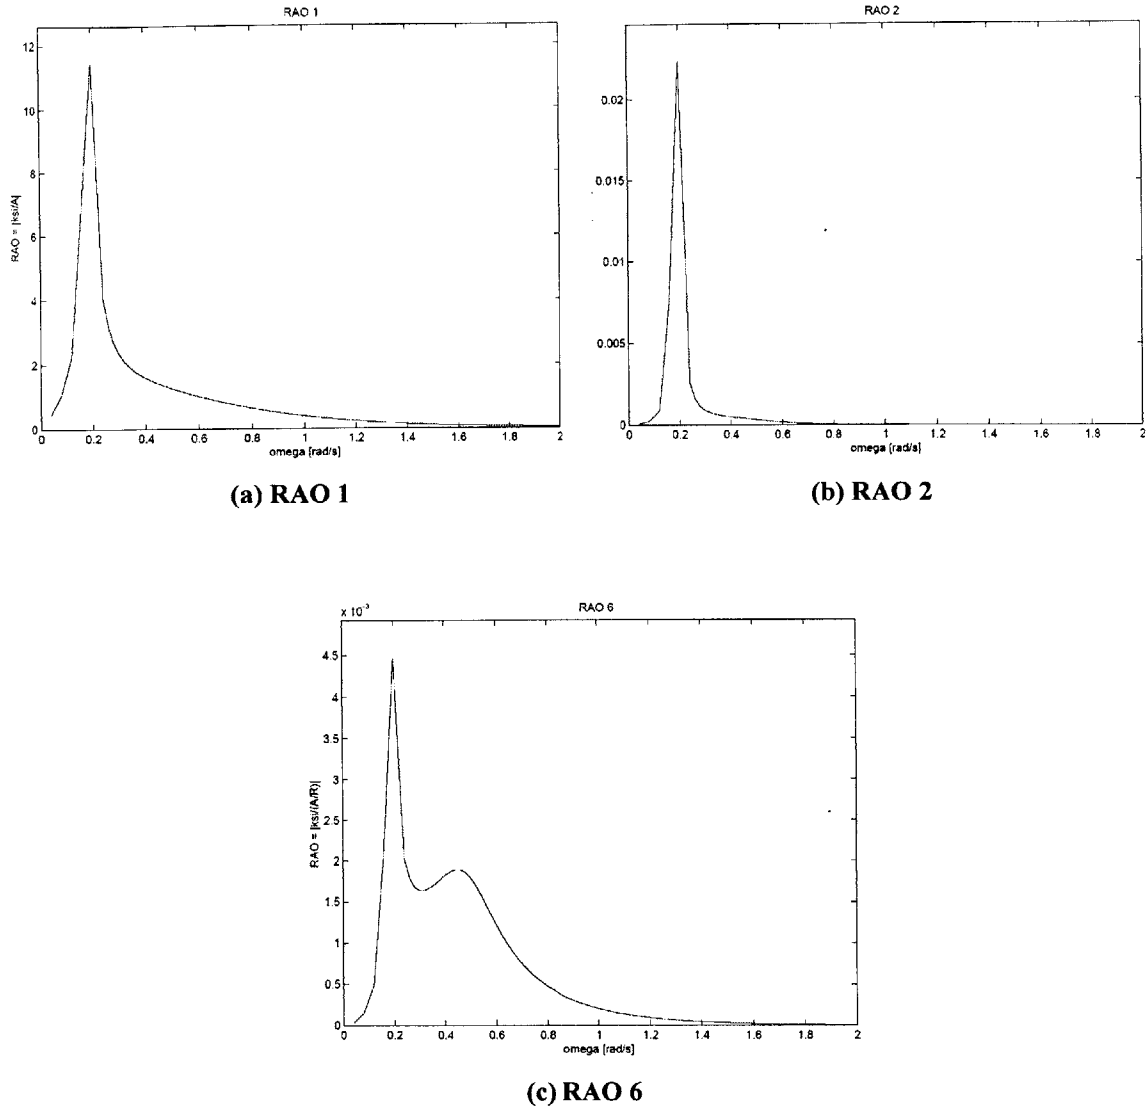 RAO 1
12
10
8
6
4
2
0
RAO = |ksi/A|
0 0.2 0.4 0.6 0.8 1 1.2 1.4 1.6 1.8 2
omega [rad/s]
(a) RAO 1
RAO 2
0.02
0.015
0.01
0.005
0
0 0.2 0.4 0.6 0.8 1 1.2 1.4 1.6 1.8 2
omega [rad/s]
(b) RAO 2
x 10⁻³
RAO 6
4.5
4
3.5
3
2.5
2
1.5
1
0.5
0
RAO = |ksi/(A/R)|
0 0.2 0.4 0.6 0.8 1 1.2 1.4 1.6 1.8 2
omega [rad/s]
(c) RAO 6